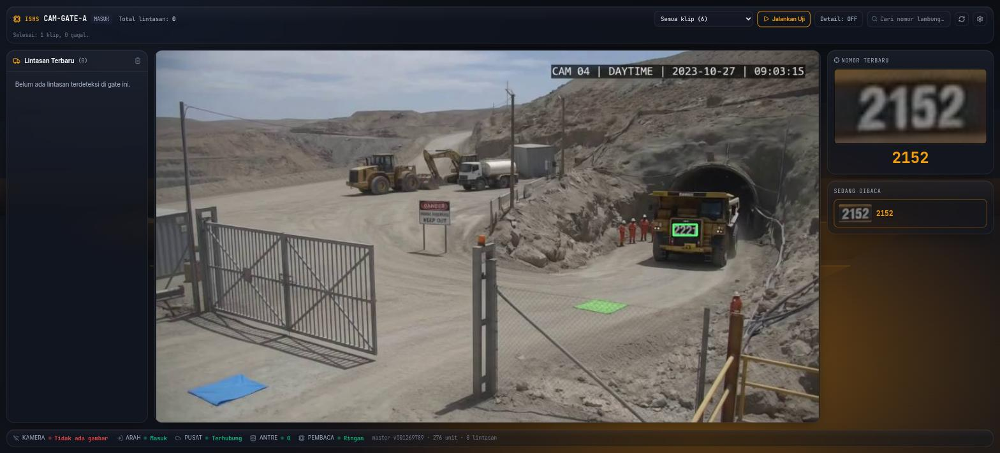 ISHS CAM-GATE-A MASUK Total lintasan: 0
Semua klip (6) Jalankan Uji Detail: OFF Cari nomor lambung…
Selesai: 1 klip, 0 gagal.
Lintasan Terbaru (0)
Belum ada lintasan terdeteksi di gate ini.
CAM 04 | DAYTIME | 2023-10-27 | 09:03:15
DANGER
KEEP OUT
2221
NOMOR TERBARU
2152
2152
SEDANG DIBACA
2152 2152
KAMERA Tidak ada gambar ARAH Masuk PUSAT Terhubung ANTRE 0 PEMBACA Ringan master v501269789 · 276 unit · 0 lintasan